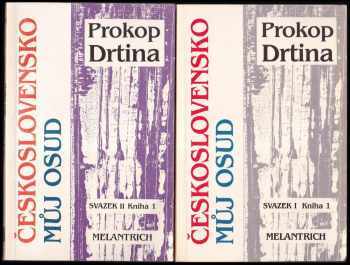 ČESKOSLOVENSKO
MŮJ OSUD
Prokop
Drtina
SVAZEK II Kniha 1
MELANTRICH
ČESKOSLOVENSKO
MŮJ OSUD
Prokop
Drtina
SVAZEK I Kniha 1
MELANTRICH